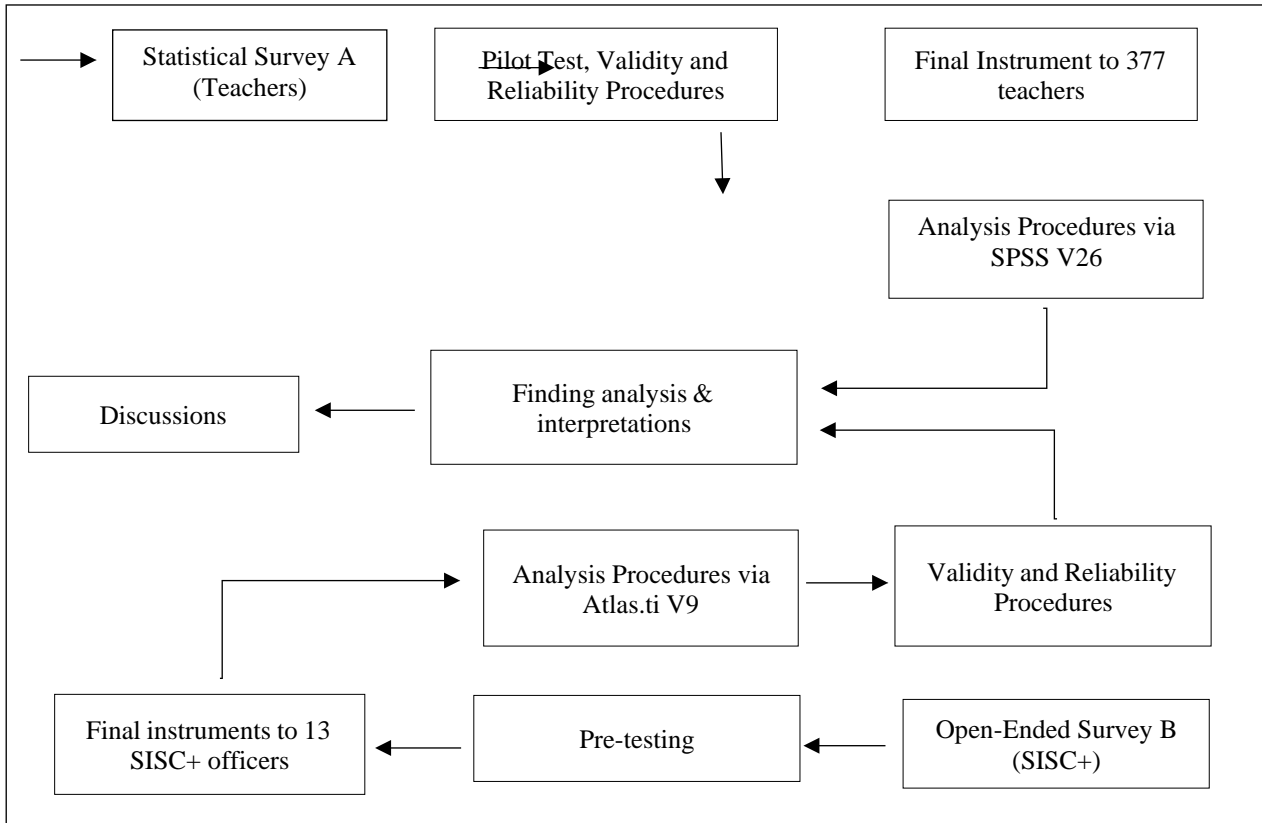 Statistical Survey A
(Teachers)
Pilot Test, Validity and
Reliability Procedures
Final Instrument to 377
teachers
Analysis Procedures via
SPSS V26
Discussions
Finding analysis &
interpretations
Analysis Procedures via
Atlas.ti V9
Validity and Reliability
Procedures
Final instruments to 13
SISC+ officers
Pre-testing
Open-Ended Survey B
(SISC+)